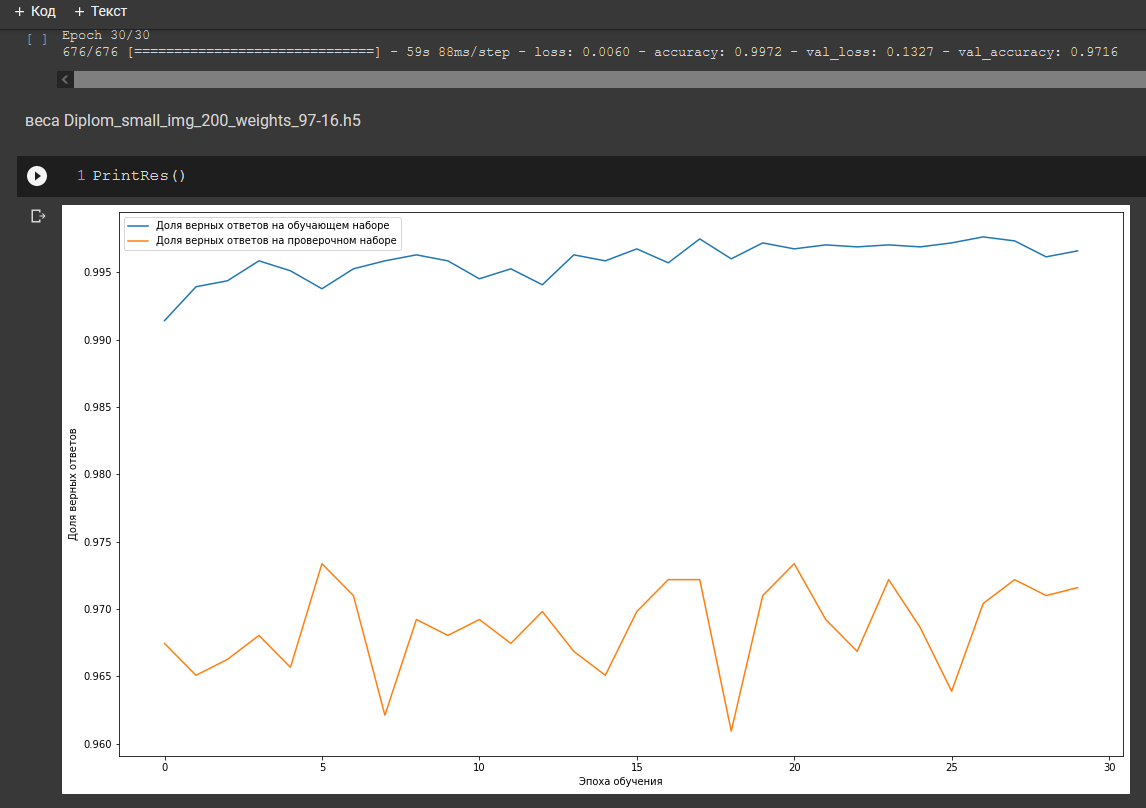 + Код + Текст
[ ] Epoch 30/30
676/676 [==============================] - 59s 88ms/step - loss: 0.0060 - accuracy: 0.9972 - val_loss: 0.1327 - val_accuracy: 0.9716
веса Diplom_small_img_200_weights_97-16.h5
1 PrintRes()
Доля верных ответов на обучающем наборе
Доля верных ответов на проверочном наборе
0.995
0.990
0.985
0.980
0.975
0.970
0.965
0.960
Доля верных ответов
0 5 10 15 20 25 30
Эпоха обучения